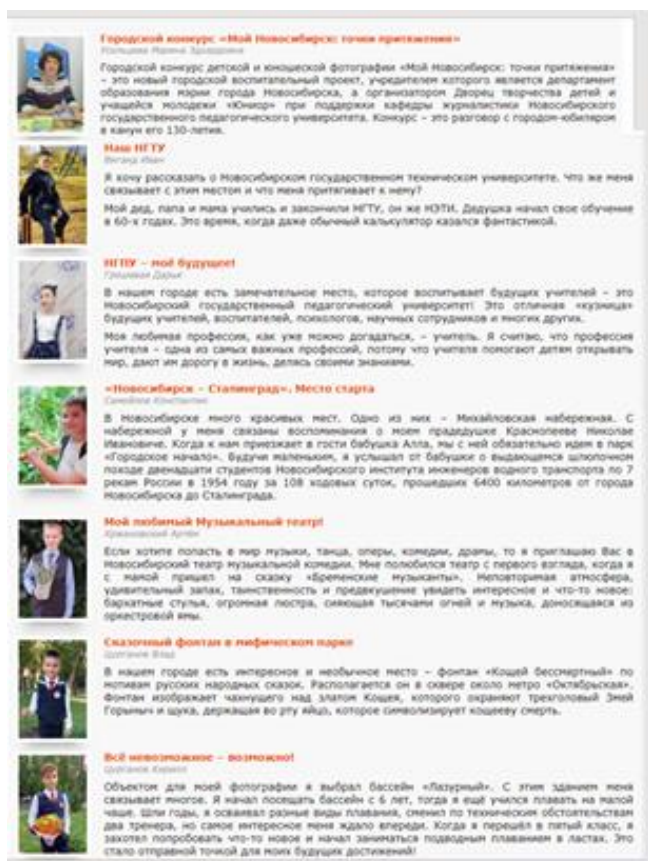 Городской конкурс «Мой Новосибирск: точки притяжения»
Марина Эдуардовна
Городской конкурс детской и юношеской фотографии «Мой Новосибирск: точки притяжения»
– это новый городской воспитательный проект, учредителем которого является департамент
образования мэрии города Новосибирска, а организатором Дворец творчества детей и
учащейся молодежи «Юниор» при поддержки кафедры журналистики Новосибирского
государственного педагогического университета. Конкурс – это разговор с городом-юбиляром
в канун его 130-летия.
Наш НГТУ
Иван
Я хочу рассказать о Новосибирском государственном техническом университете. Что же меня
связывает с этим местом и что меня притягивает к нему?
Мой дед, папа и мама учились и закончили НГТУ, он же НЭТИ. Дедушка начал свое обучение
в 60-х годах. Это время, когда даже обычный калькулятор казался фантастикой.
НГПУ – моё будущее!
Дарья
В нашем городе есть замечательное место, которое воспитывает будущих учителей – это
Новосибирский государственный педагогический университет! Это отличная «кузница»
будущих учителей, воспитателей, психологов, научных сотрудников и многих других.
Моя любимая профессия, как уже можно догадаться, – учитель. Я считаю, что профессия
учителя – одна из самых важных профессий, потому что учителя помогают детям открывать
мир, дают им дорогу в жизнь, делясь своими знаниями.
«Новосибирск – Сталинград». Место старта
Самойлов Константин
В Новосибирске много красивых мест. Одно из них – Михайловская набережная. С
набережной у меня связаны воспоминания о моем прадедушке Краснопееве Николае
Ивановиче. Когда к нам приезжает в гости бабушка Алла, мы с ней обязательно идем в парк
«Городское начало». Будучи маленьким, я услышал от бабушки о выдающемся шлюпочном
походе двенадцати студентов Новосибирского института инженеров водного транспорта по 7
рекам России в 1954 году за 108 ходовых суток, прошедших 6400 километров от города
Новосибирска до Сталинграда.
Мой любимый Музыкальный театр!
Артём
Если хотите попасть в мир музыки, танца, оперы, комедии, драмы, то я приглашаю Вас в
Новосибирский театр музыкальной комедии. Мне полюбился театр с первого взгляда, когда я
с мамой пришел на сказку «Бременские музыканты». Неповторимая атмосфера,
удивительный запах, таинственность и предвкушение увидеть интересное и что-то новое:
бархатные стулья, огромная люстра, сияющая тысячами огней и музыка, доносящаяся из
оркестровой ямы.
Сказочный фонтан в мифическом парке
Цуканов Влад
В нашем городе есть интересное и необычное место – фонтан «Кощей бессмертный» по
мотивам русских народных сказок. Располагается он в сквере около метро «Октябрьская».
Фонтан изображает чахнущего над златом Кощея, которого охраняют трехголовый Змей
Горыныч и щука, держащая во рту яйцо, которое символизирует кощееву смерть.
Всё невозможное – возможно!
Цуканов Кирилл
Объектом для моей фотографии я выбрал бассейн «Лазурный». С этим зданием меня
связывает многое. Я начал посещать бассейн с 6 лет, тогда я ещё учился плавать на малой
чаше. Шли годы, я осваивал разные виды плавания, сменил по техническим обстоятельствам
два тренера, но самое интересное меня ждало впереди. Когда я перешёл в пятый класс, я
захотел попробовать что-то новое и начал заниматься подводным плаванием в ластах. Это
стало отправной точкой для моих будущих достижений!